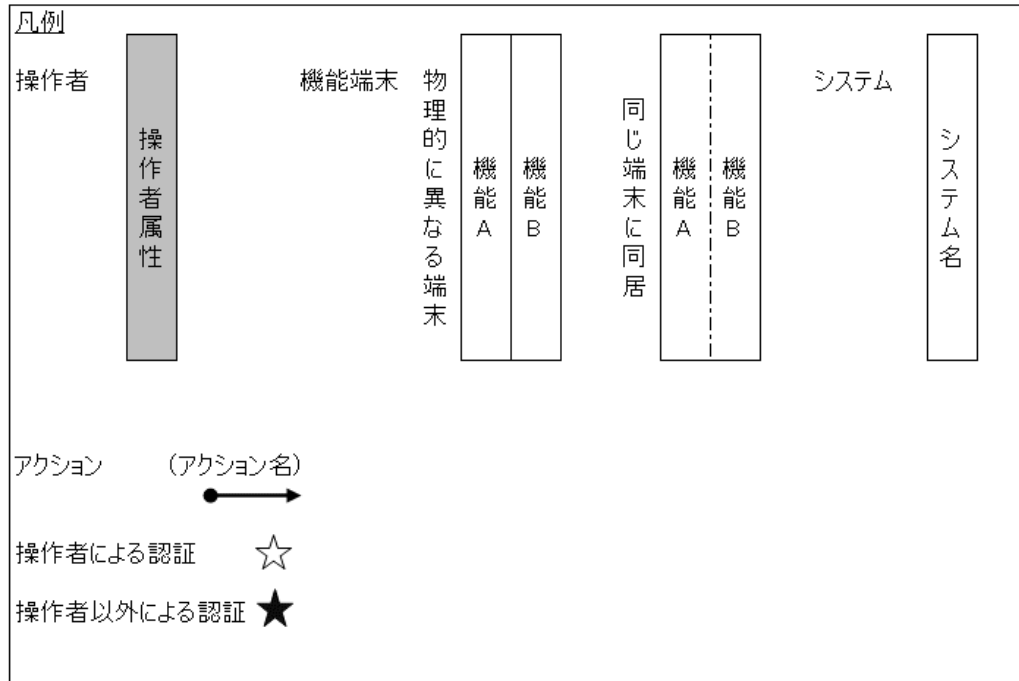 凡例
操作者
操作者属性
機能端末
物理的に異なる端末
機能A
機能B
同じ端末に同居
機能A
機能B
システム
システム名
アクション
(アクション名)
操作者による認証
操作者以外による認証